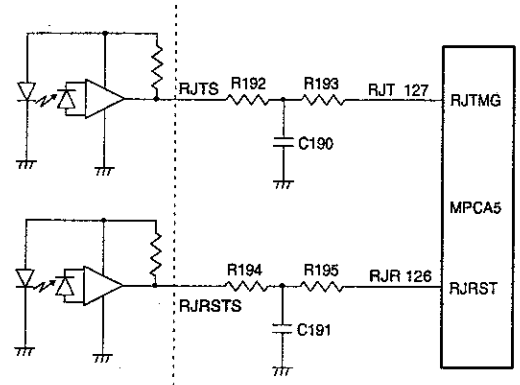 RJTS R192 R193 RJT 127 RJTMG
C190
MPCA5
RJRSTS R194 R195 RJR 126 RJRST
C191